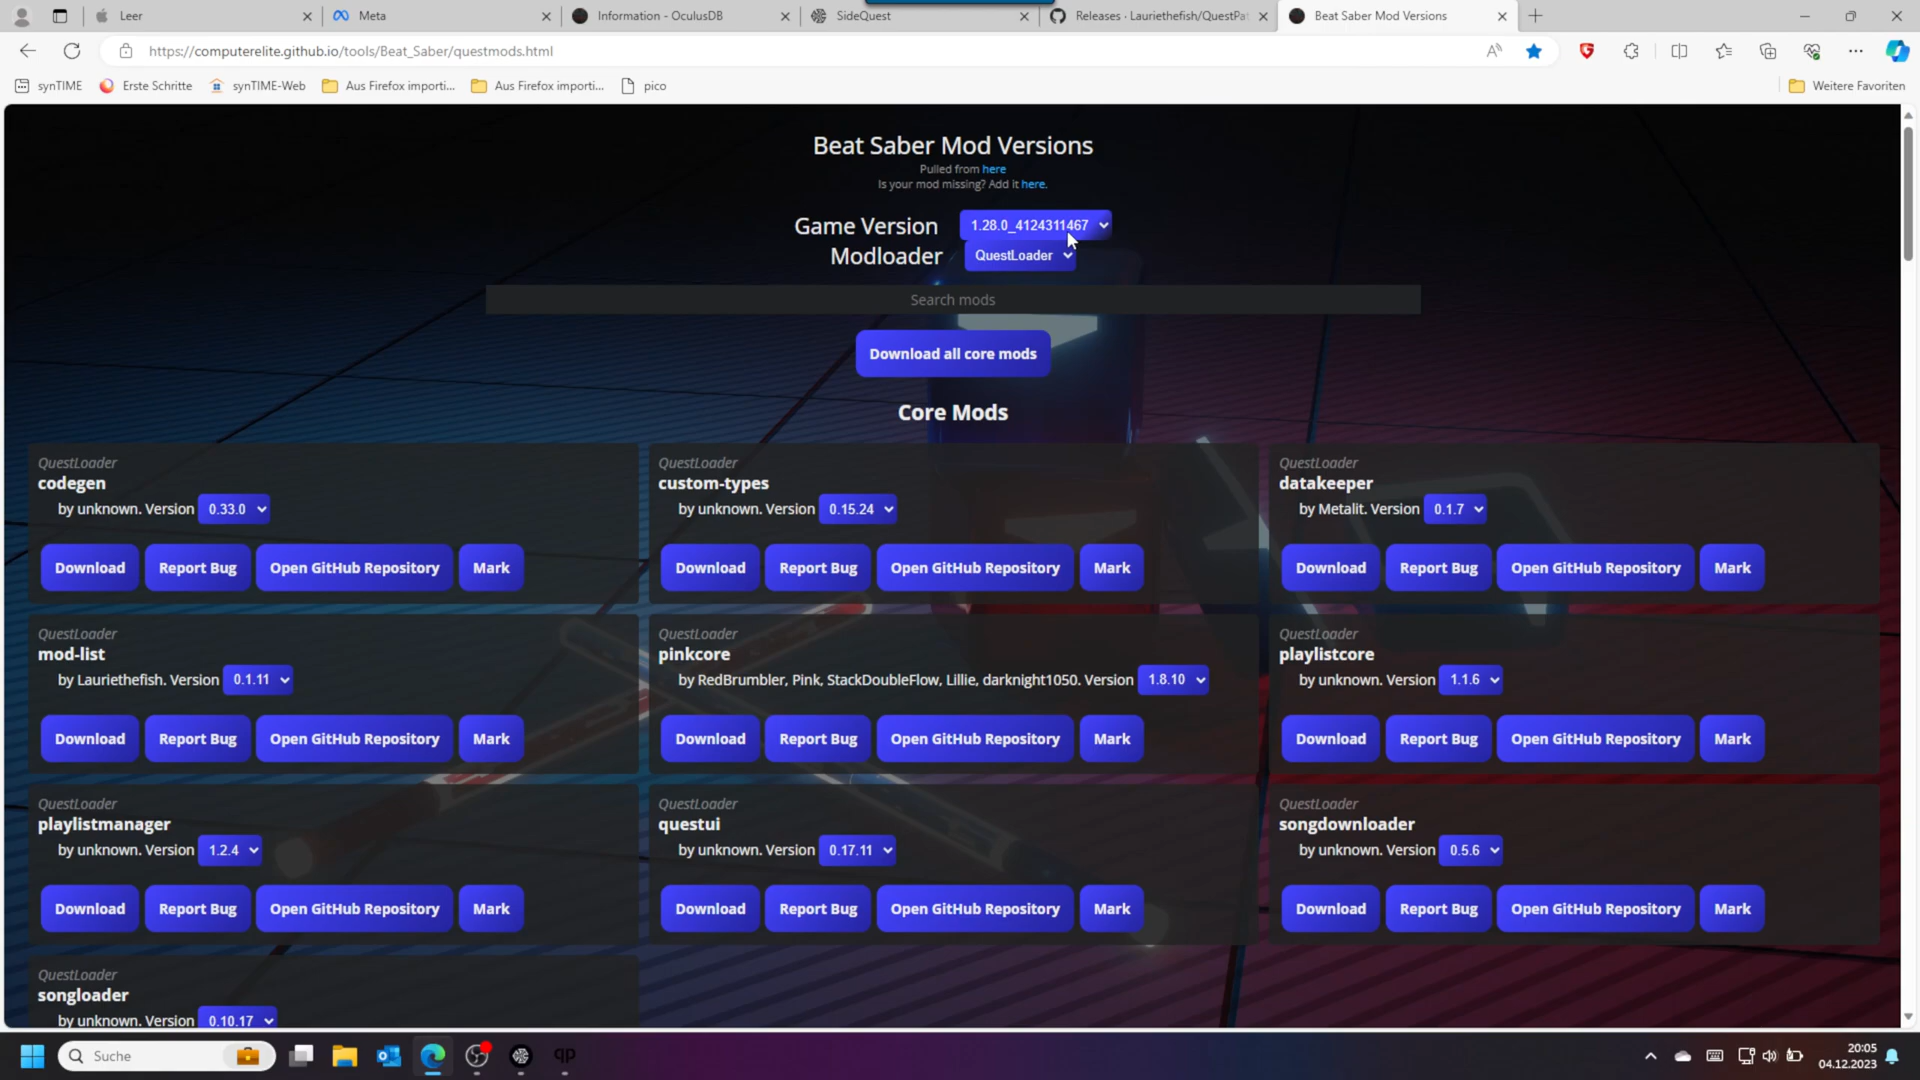 Leer
Meta
Information - OculusDB
SideQuest
Releases · Lauriethefish/QuestPat
Beat Saber Mod Versions
https://computerelite.github.io/tools/Beat_Saber/questmods.html
synTIME
Erste Schritte
synTIME-Web
Aus Firefox importi...
Aus Firefox importi...
pico
Weitere Favoriten
Beat Saber Mod Versions
Pulled from here
Is your mod missing? Add it here.
Game Version 1.28.0_4124311467
Modloader QuestLoader
Search mods
Download all core mods
Core Mods
QuestLoader
codegen
by unknown. Version 0.33.0
Download Report Bug Open GitHub Repository Mark
QuestLoader
custom-types
by unknown. Version 0.15.24
Download Report Bug Open GitHub Repository Mark
QuestLoader
datakeeper
by Metalit. Version 0.1.7
Download Report Bug Open GitHub Repository Mark
QuestLoader
mod-list
by Lauriethefish. Version 0.1.11
Download Report Bug Open GitHub Repository Mark
QuestLoader
pinkcore
by RedBrumbler, Pink, StackDoubleFlow, Lillie, darknight1050. Version 1.8.10
Download Report Bug Open GitHub Repository Mark
QuestLoader
playlistcore
by unknown. Version 1.1.6
Download Report Bug Open GitHub Repository Mark
QuestLoader
playlistmanager
by unknown. Version 1.2.4
Download Report Bug Open GitHub Repository Mark
QuestLoader
questui
by unknown. Version 0.17.11
Download Report Bug Open GitHub Repository Mark
QuestLoader
songdownloader
by unknown. Version 0.5.6
Download Report Bug Open GitHub Repository Mark
QuestLoader
songloader
by unknown. Version 0.10.17
Suche
qp
20:05
04.12.2023